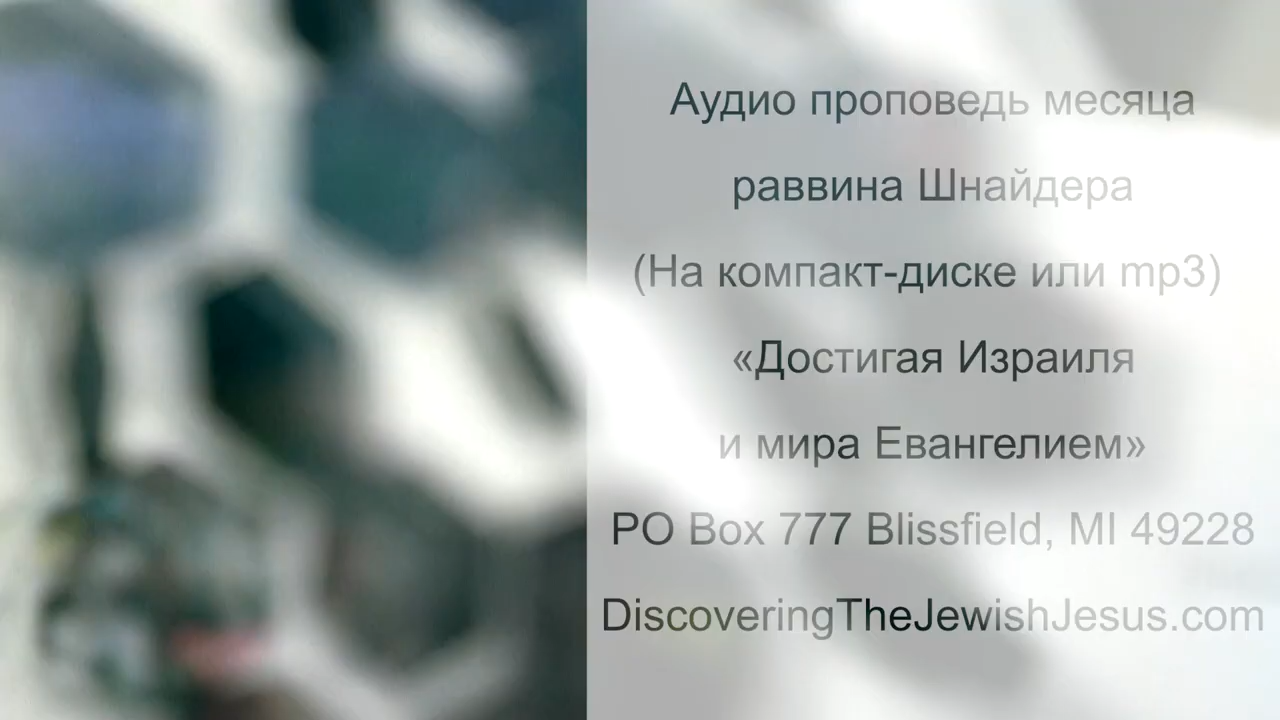 Аудио проповедь месяца
раввина Шнайдера
(На компакт-диске или mp3)
«Достигая Израиля
и мира Евангелием»
PO Box 777 Blissfield, MI 49228
DiscoveringTheJewishJesus.com